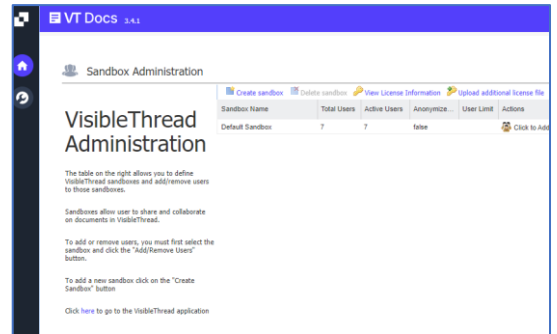 VT Docs 3.4.1
Sandbox Administration
Create sandbox Delete sandbox View License Information Upload additional license file
Sandbox Name Total Users Active Users Anonymize... User Limit Actions
Default Sandbox 7 7 false Click to Add
VisibleThread
Administration
The table on the right allows you to define
VisibleThread sandboxes and add/remove users
to those sandboxes.
Sandboxes allow user to share and collaborate
on documents in VisibleThread.
To add or remove users, you must first select the
sandbox and click the "Add/Remove Users"
button.
To add a new sandbox click on the "Create
Sandbox" button
Click here to go to the VisibleThread application